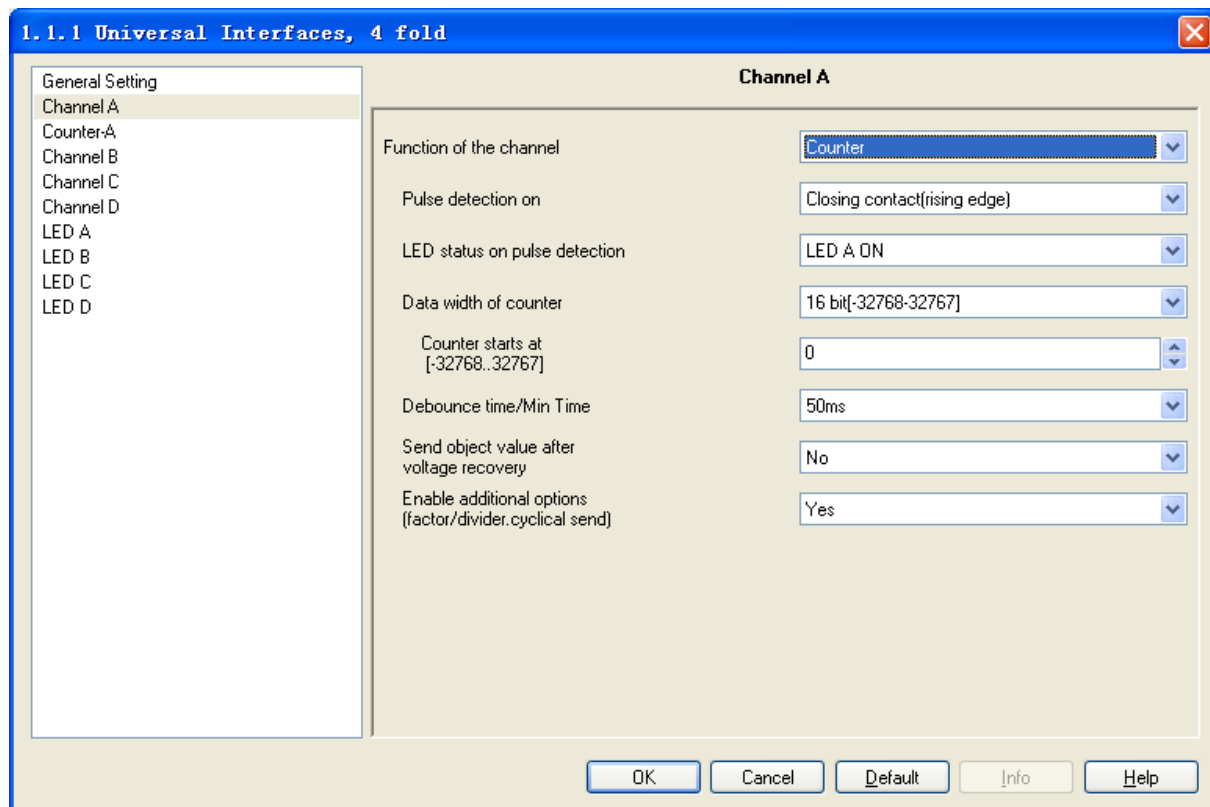 1.1.1 Universal Interfaces, 4 fold
General Setting
Channel A
Counter-A
Channel B
Channel C
Channel D
LED A
LED B
LED C
LED D
Channel A
Function of the channel
Counter
Pulse detection on
Closing contact(rising edge)
LED status on pulse detection
LED A ON
Data width of counter
16 bit[-32768-32767]
Counter starts at
[-32768..32767]
0
Debounce time/Min Time
50ms
Send object value after
voltage recovery
No
Enable additional options
(factor/divider.cyclical send)
Yes
OK
Cancel
Default
Info
Help